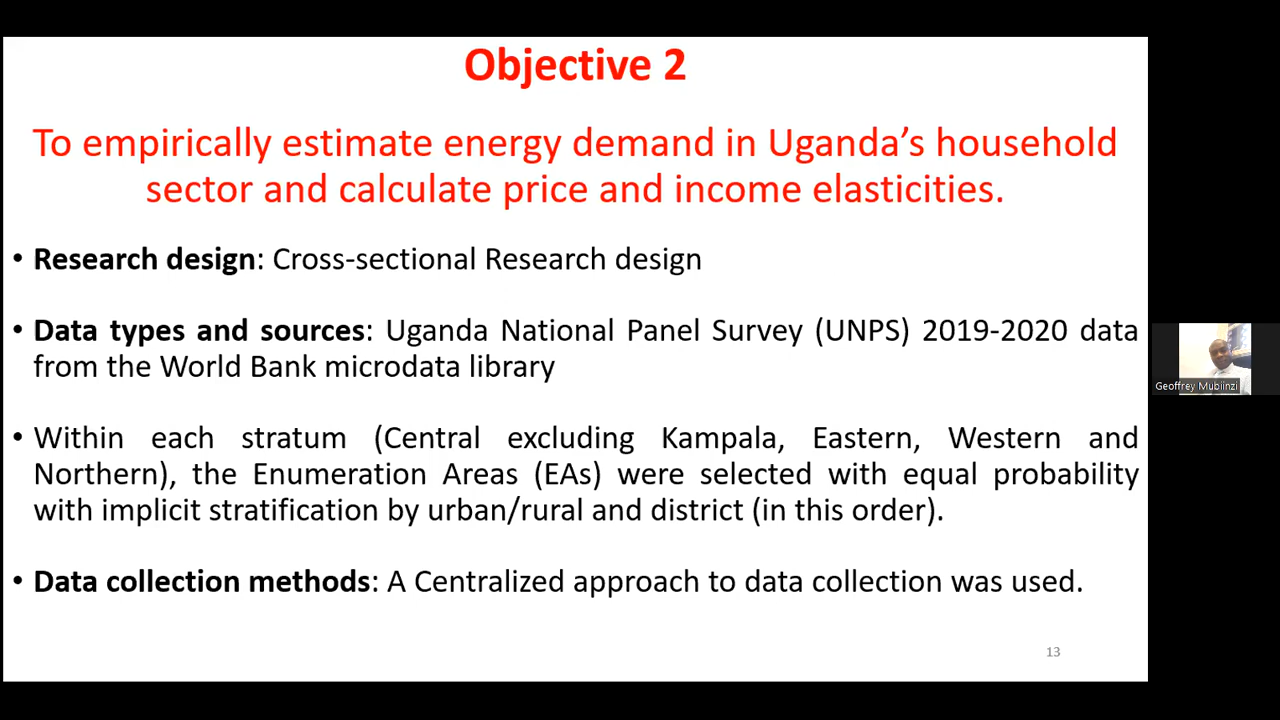 Objective 2
To empirically estimate energy demand in Uganda’s household
sector and calculate price and income elasticities.
• Research design: Cross-sectional Research design
• Data types and sources: Uganda National Panel Survey (UNPS) 2019-2020 data
from the World Bank microdata library
• Within each stratum (Central excluding Kampala, Eastern, Western and
Northern), the Enumeration Areas (EAs) were selected with equal probability
with implicit stratification by urban/rural and district (in this order).
• Data collection methods: A Centralized approach to data collection was used.
13
Geoffrey Mubiinzi